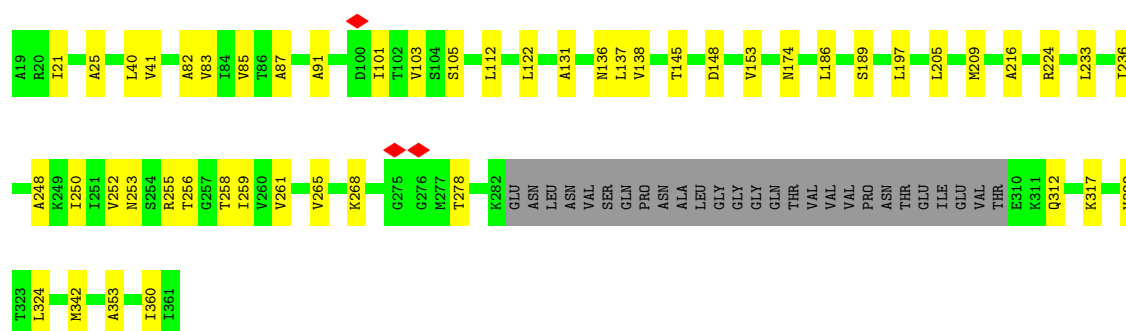 A19 R20 I21 A25 L40 V41 A82 V83 I84 V85 T86 A87 A91 D100 I101 T102 V103 S104 S105 L112 L122 A131 N136 L137 V138 T145 D148 V153 N174 L186 S189 L197 L205 M209 A216 R224 L233 I236
A248 K249 I250 I251 V252 N253 S254 R255 T256 G257 T258 I259 V260 V261 V265 K268 G275 G276 M277 T278 K282 GLU ASN LEU ASN VAL SER GLN PRO ASN ASN ALA LEU GLY GLY GLY GLN THR VAL VAL VAL PRO ASN THR GLU ILE GLU VAL THR E310 K311 Q312 K317
T323 L324 M342 A353 I360 I361